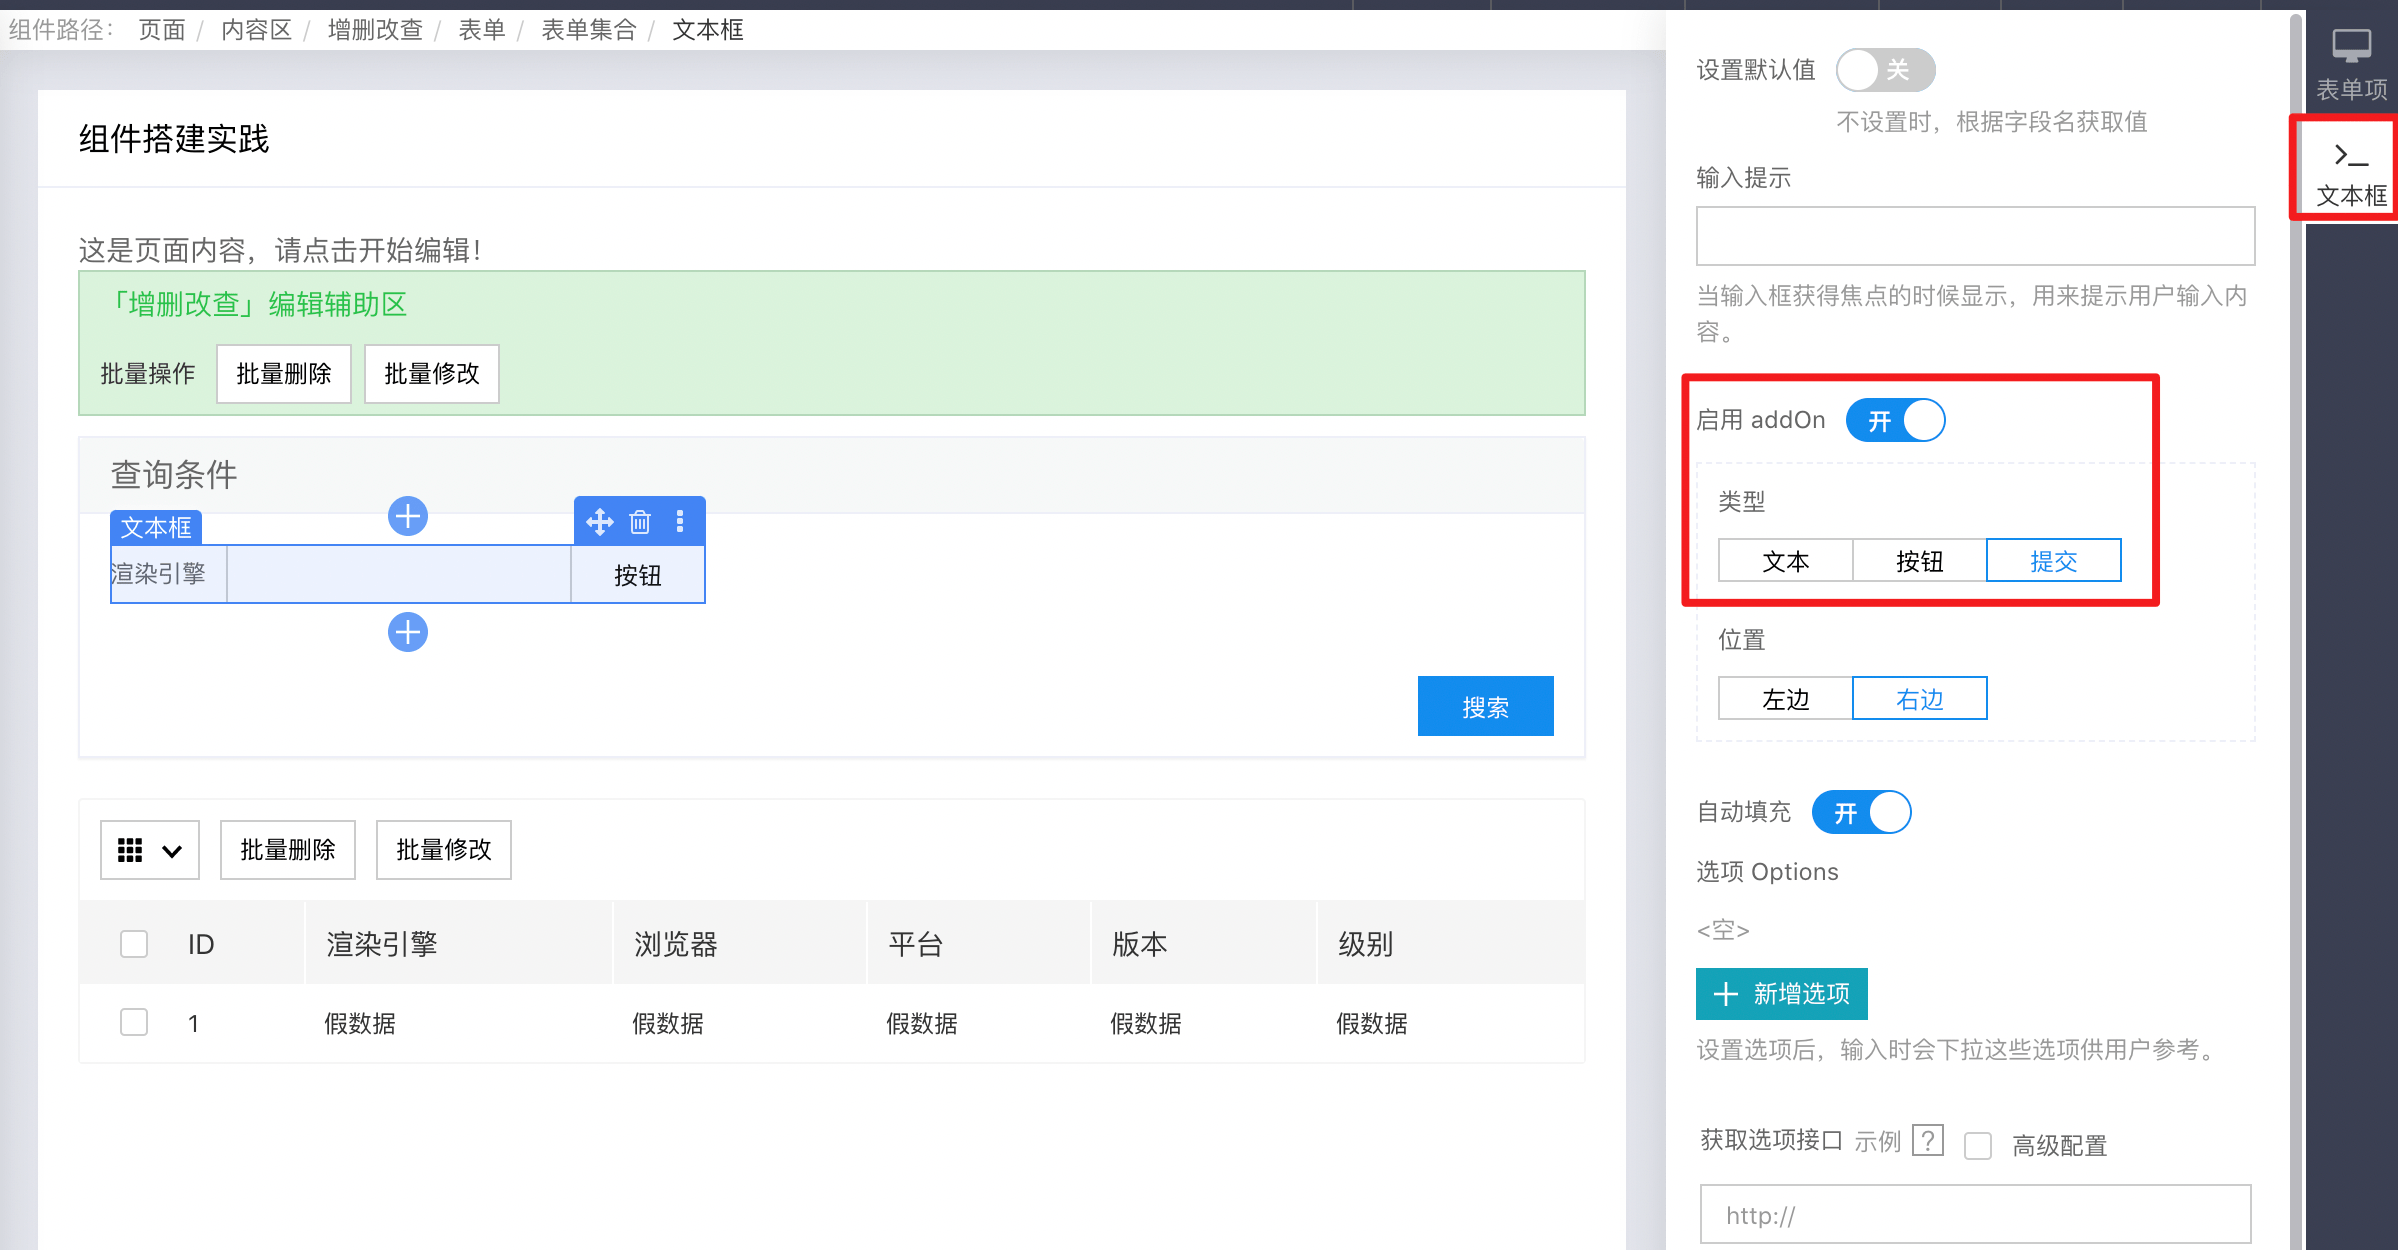 组件路径： 页面 / 内容区 / 增删改查 / 表单 / 表单集合 / 文本框
组件搭建实践
这是页面内容，请点击开始编辑！
「增删改查」编辑辅助区
批量操作 批量删除 批量修改
查询条件
文本框
渲染引擎 按钮
搜索
批量删除 批量修改
ID 渲染引擎 浏览器 平台 版本 级别
1 假数据 假数据 假数据 假数据 假数据
设置默认值 关
不设置时，根据字段名获取值
输入提示
当输入框获得焦点的时候显示，用来提示用户输入内
容。
启用 addOn 开
类型
文本 按钮 提交
位置
左边 右边
自动填充 开
选项 Options
<空>
新增选项
设置选项后，输入时会下拉这些选项供用户参考。
获取选项接口 示例 ? 高级配置
http://
表单项
文本框